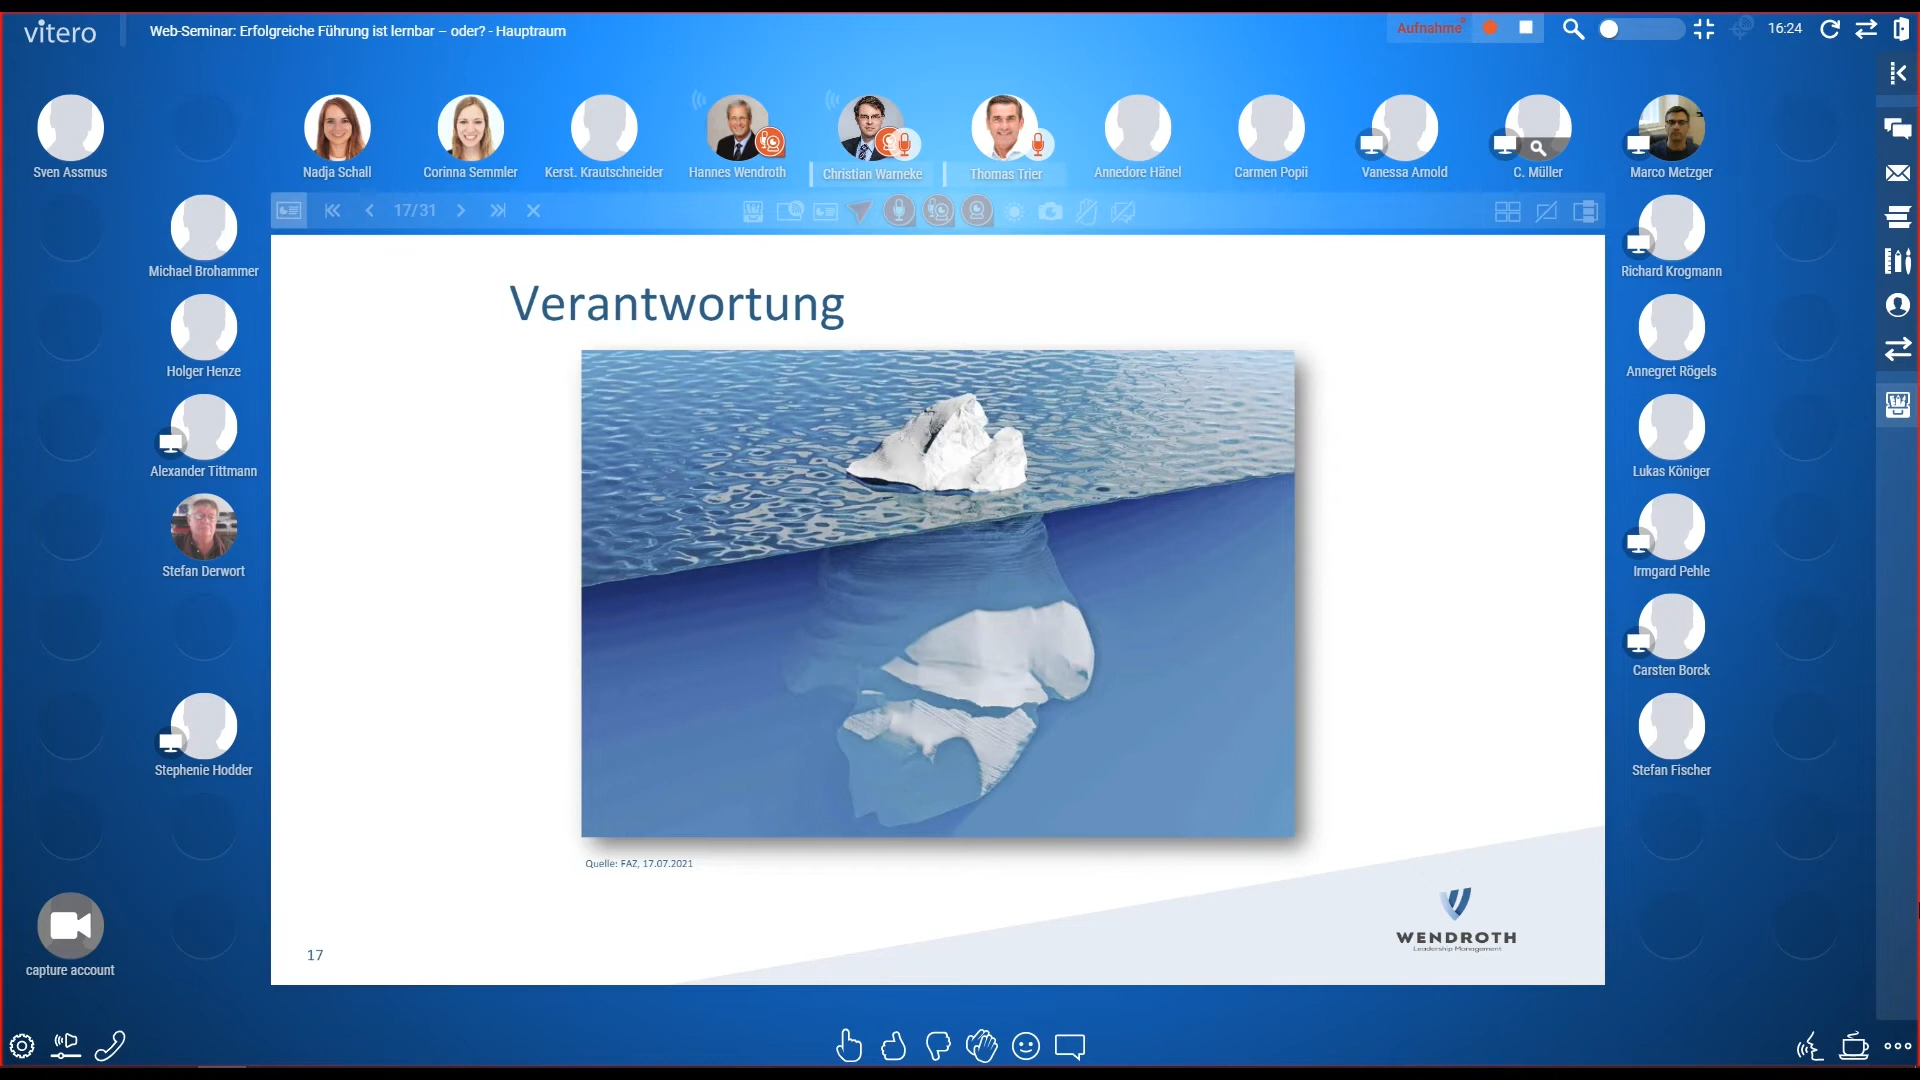 vitero
Web-Seminar: Erfolgreiche Führung ist lernbar – oder? - Hauptraum
Aufnahme
16:24
Sven Assmus
Nadja Schall
Corinna Semmler
Kerst. Krautschneider
Hannes Wendroth
Christian Warneke
Thomas Trier
Annedore Hänel
Carmen Popii
Vanessa Arnold
C. Müller
Marco Metzger
17/31
Michael Brohammer
Richard Krogmann
Verantwortung
Holger Henze
Annegret Rögels
Alexander Tittmann
Lukas Königer
Stefan Derwort
Irmgard Pehle
Carsten Borck
Stephenie Hodder
Stefan Fischer
Quelle: FAZ, 17.07.2021
WENDROTH
Leadership Management
17
capture account